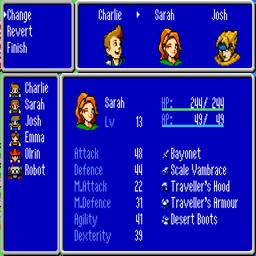 Change
Revert
Finish
Charlie Sarah Josh
Charlie
Sarah
Josh
Emma
Olrin
Robot
Sarah
Lv 13
HP: 244/244
AP: 49/49
Attack 48 Bayonet
Defence 44 Scale Vambrace
M.Attack 22 Traveller's Hood
M.Defence 31 Traveller's Armour
Agility 41 Desert Boots
Dexterity 39